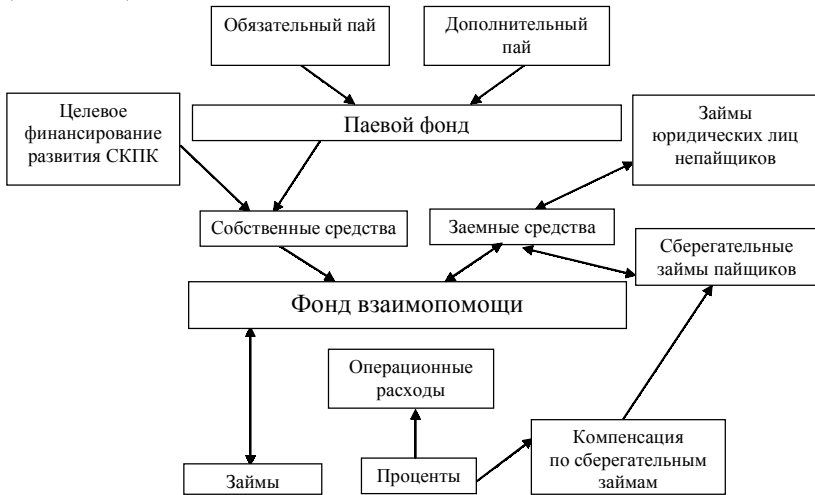 Обязательный пай
Дополнительный
пай
Целевое
финансирование
развития СКПК
Паевой фонд
Займы
юридических лиц
непайщиков
Собственные средства
Заемные средства
Сберегательные
займы пайщиков
Фонд взаимопомощи
Операционные
расходы
Займы
Проценты
Компенсация
по сберегательным
займам